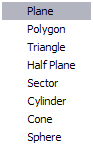 Plane
Polygon
Triangle
Half Plane
Sector
Cylinder
Cone
Sphere